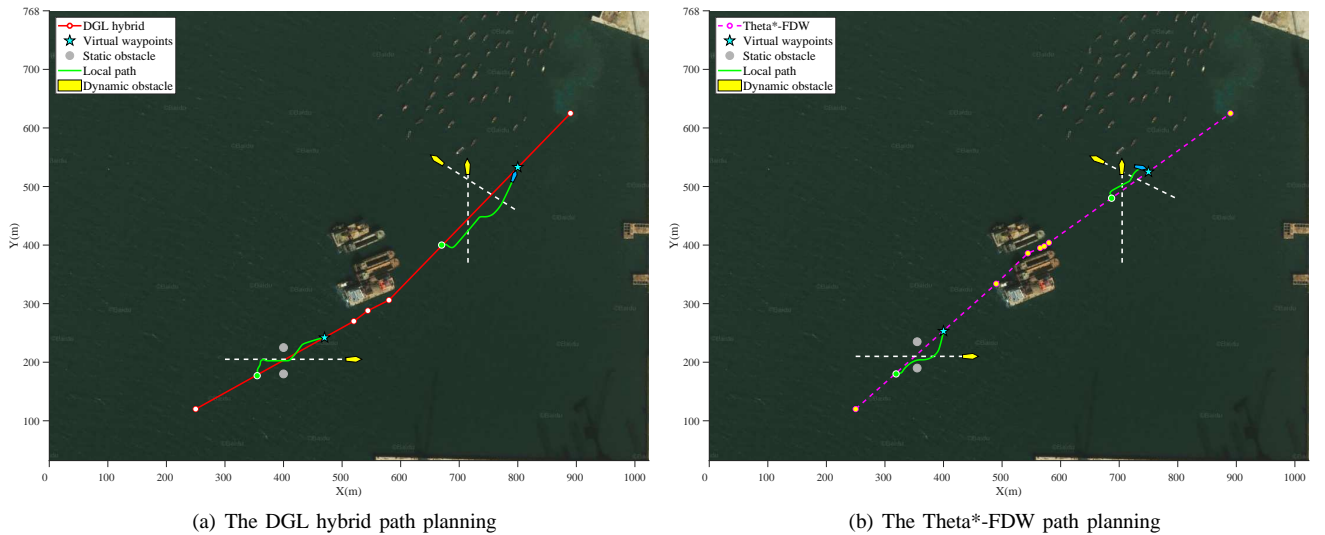 768
700
600
500
400
300
200
100
Y(m)
DGL hybrid
Virtual waypoints
Static obstacle
Local path
Dynamic obstacle
0
100
200
300
400
500
600
700
800
900
1000
X(m)
(a) The DGL hybrid path planning
768
700
600
500
400
300
200
100
Y(m)
Theta*-FDW
Virtual waypoints
Static obstacle
Local path
Dynamic obstacle
0
100
200
300
400
500
600
700
800
900
1000
X(m)
(b) The Theta*-FDW path planning